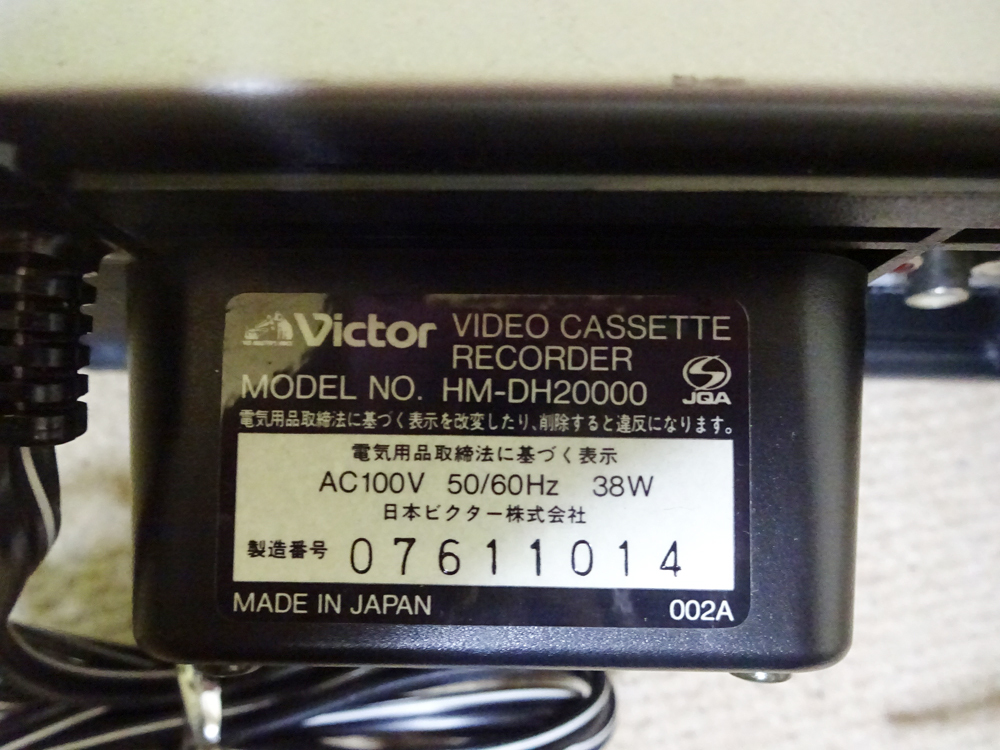 Victor VIDEO CASSETTE
RECORDER
MODEL NO. HM-DH20000
JQA
電気用品取締法に基づく表示を改変したり、削除すると違反になります。
電気用品取締法に基づく表示
AC100V 50/60Hz 38W
日本ビクター株式会社
製造番号 07611014
MADE IN JAPAN 002A